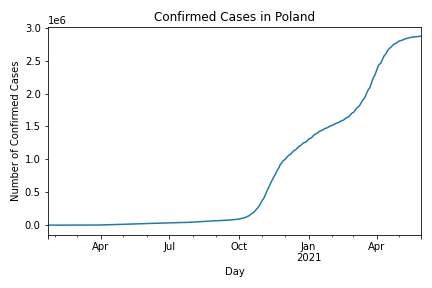 Confirmed Cases in Poland
1e6
3.0
2.5
2.0
1.5
1.0
0.5
0.0
Number of Confirmed Cases
Apr Jul Oct Jan Apr
2021
Day